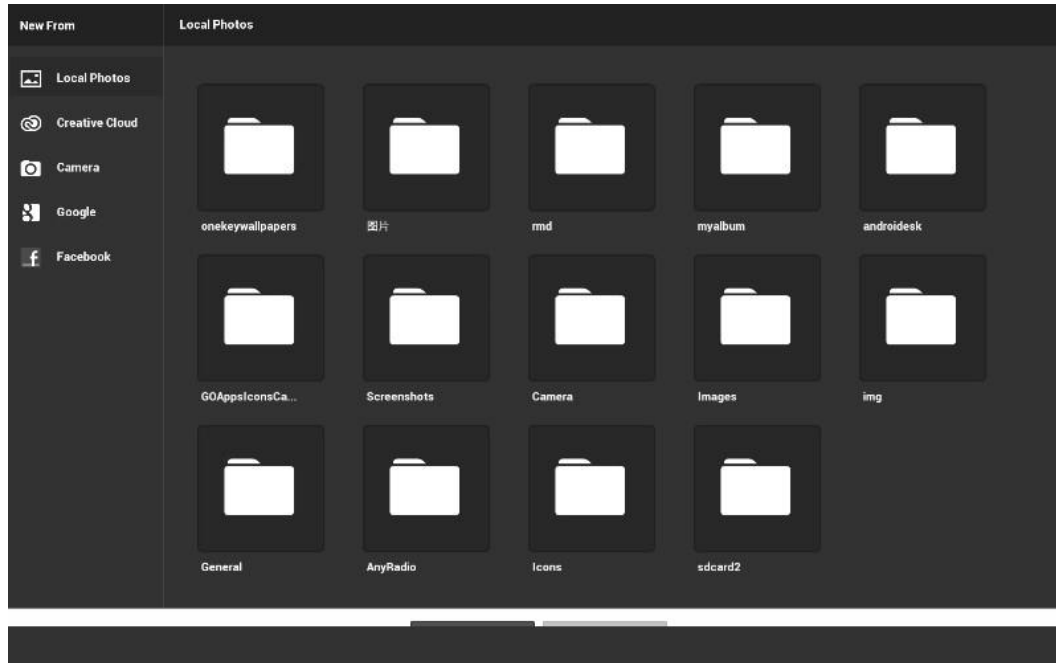 New From
Local Photos
Local Photos
Creative Cloud
Camera
Google
Facebook
onekeywallpapers
图片
rmd
myalbum
androidesk
GOAppsIconsCa...
Screenshots
Camera
Images
img
General
AnyRadio
Icons
sdcard2